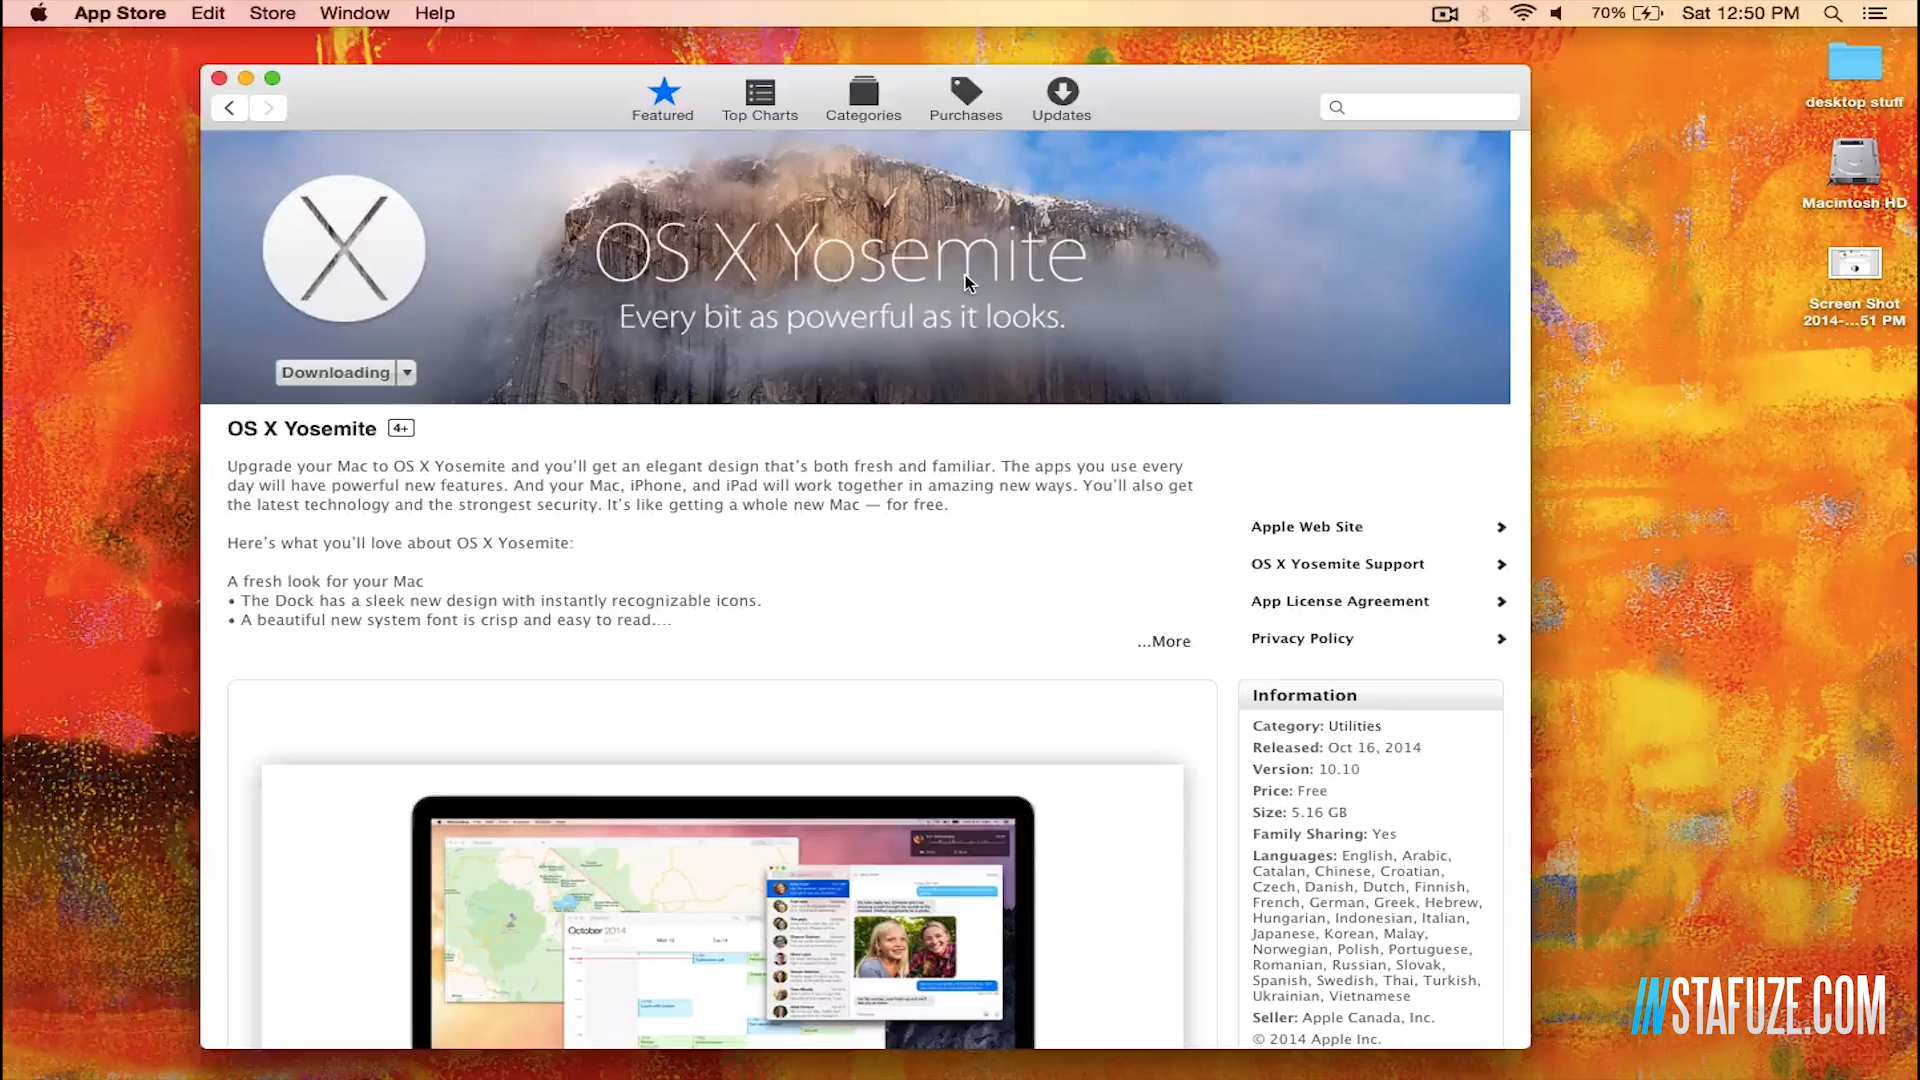 App Store Edit Store Window Help 70% Sat 12:50 PM
desktop stuff
Macintosh HD
Screen Shot
2014-...51 PM
Featured Top Charts Categories Purchases Updates
OS X Yosemite
Every bit as powerful as it looks.
Downloading
OS X Yosemite 4+
Upgrade your Mac to OS X Yosemite and you’ll get an elegant design that’s both fresh and familiar. The apps you use every
day will have powerful new features. And your Mac, iPhone, and iPad will work together in amazing new ways. You’ll also get
the latest technology and the strongest security. It’s like getting a whole new Mac — for free.
Here’s what you’ll love about OS X Yosemite:
A fresh look for your Mac
• The Dock has a sleek new design with instantly recognizable icons.
• A beautiful new system font is crisp and easy to read....
...More
Apple Web Site
OS X Yosemite Support
App License Agreement
Privacy Policy
Information
Category: Utilities
Released: Oct 16, 2014
Version: 10.10
Price: Free
Size: 5.16 GB
Family Sharing: Yes
Languages: English, Arabic,
Catalan, Chinese, Croatian,
Czech, Danish, Dutch, Finnish,
French, German, Greek, Hebrew,
Hungarian, Indonesian, Italian,
Japanese, Korean, Malay,
Norwegian, Polish, Portuguese,
Romanian, Russian, Slovak,
Spanish, Swedish, Thai, Turkish,
Ukrainian, Vietnamese
Seller: Apple Canada, Inc.
© 2014 Apple Inc.
October 2014
INSTAFUZE.COM